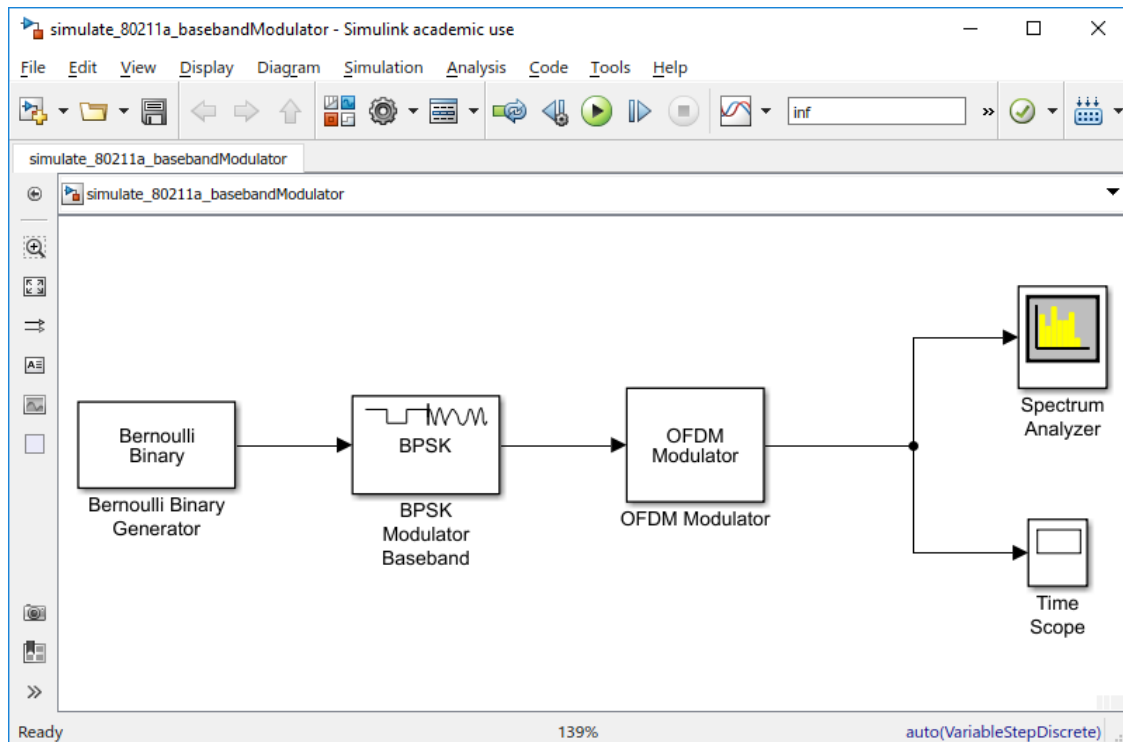 simulate_80211a_basebandModulator - Simulink academic use
File Edit View Display Diagram Simulation Analysis Code Tools Help
inf
simulate_80211a_basebandModulator
simulate_80211a_basebandModulator
Bernoulli
Binary
Bernoulli Binary
Generator
BPSK
BPSK
Modulator
Baseband
OFDM
Modulator
OFDM Modulator
Spectrum
Analyzer
Time
Scope
Ready 139% auto(VariableStepDiscrete)